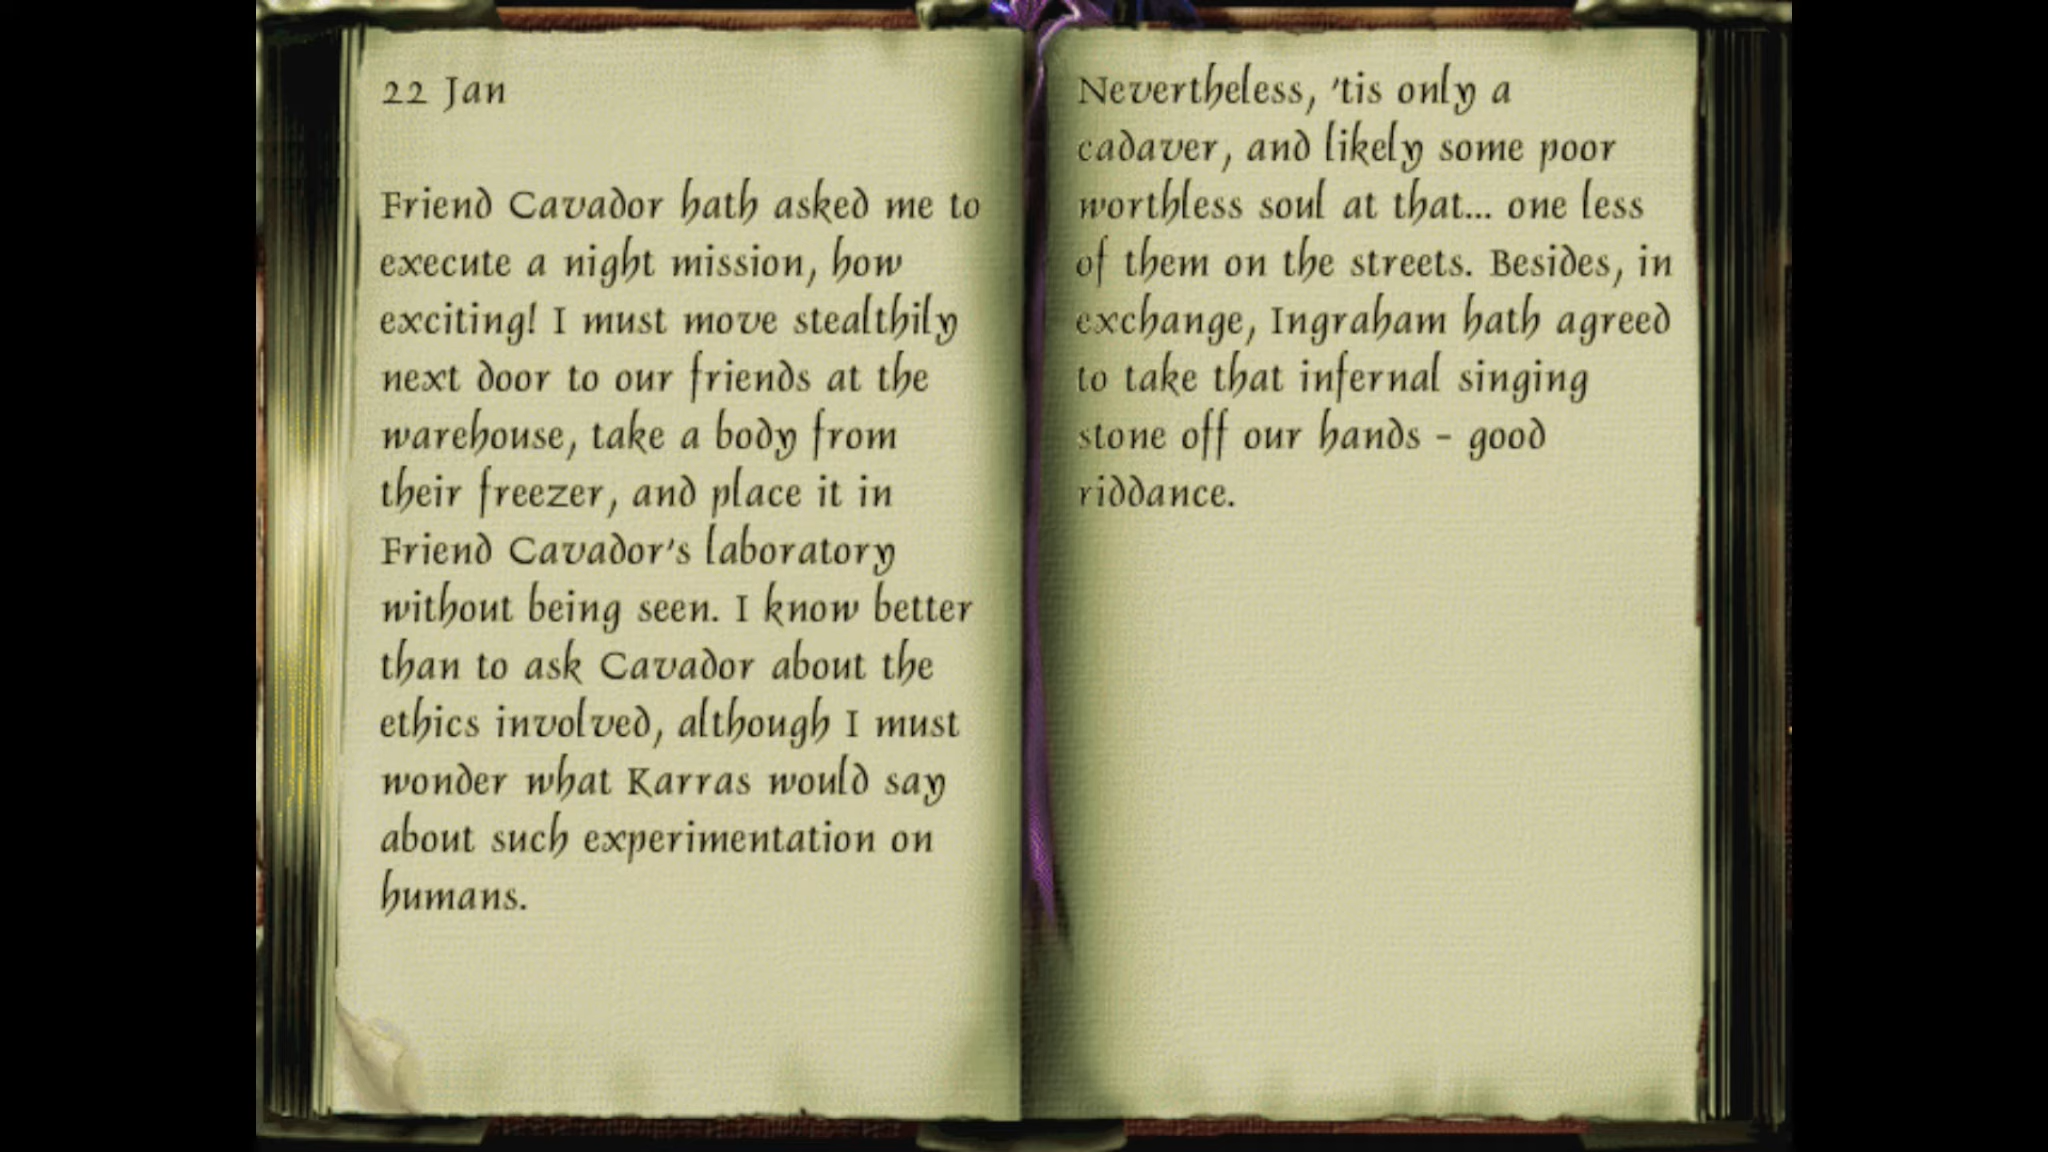 22 Jan
Friend Cavador hath asked me to
execute a night mission, how
exciting! I must move stealthily
next door to our friends at the
warehouse, take a body from
their freezer, and place it in
Friend Cavador's laboratory
without being seen. I know better
than to ask Cavador about the
ethics involved, although I must
wonder what Karras would say
about such experimentation on
humans.
Nevertheless, 'tis only a
cadaver, and likely some poor
worthless soul at that... one less
of them on the streets. Besides, in
exchange, Ingraham hath agreed
to take that infernal singing
stone off our hands - good
riddance.